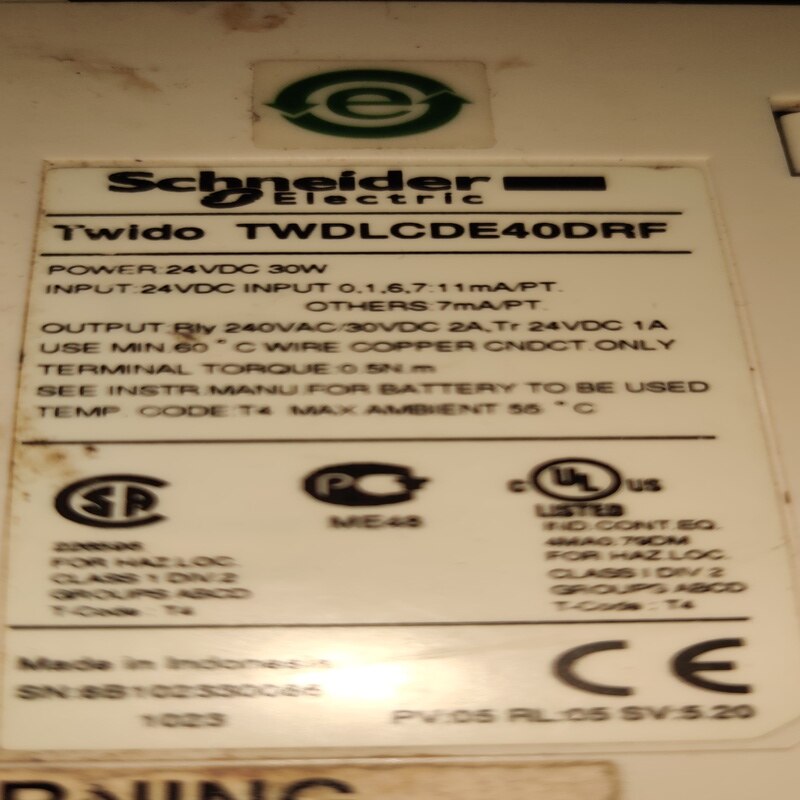 e
Schneider
Electric
Twido TWDLCDE40DRF
POWER:24VDC 30W
INPUT:24VDC INPUT 0,1,6,7:11mA/PT.
OTHERS:7mA/PT.
OUTPUT:Rly 240VAC/30VDC 2A,Tr 24VDC 1A
USE MIN.60°C WIRE COPPER CNDCT.ONLY
TERMINAL TORQUE:0.5N.m
SEE INSTR.MANU.FOR BATTERY TO BE USED
TEMP. CODE:T4 MAX AMBIENT 55 °C
ME48
C UL US
LISTED
IND.CONT.EQ.
FOR HAZ.LOC.
CLASS 1 DIV.2
GROUPS ABCD
T-Code : T4
FOR HAZ.LOC.
CLASS I DIV 2
GROUPS ABCD
T-Code : T4
Made in Indonesia
1023
CE
PV:05 RL:05 SV:5.20